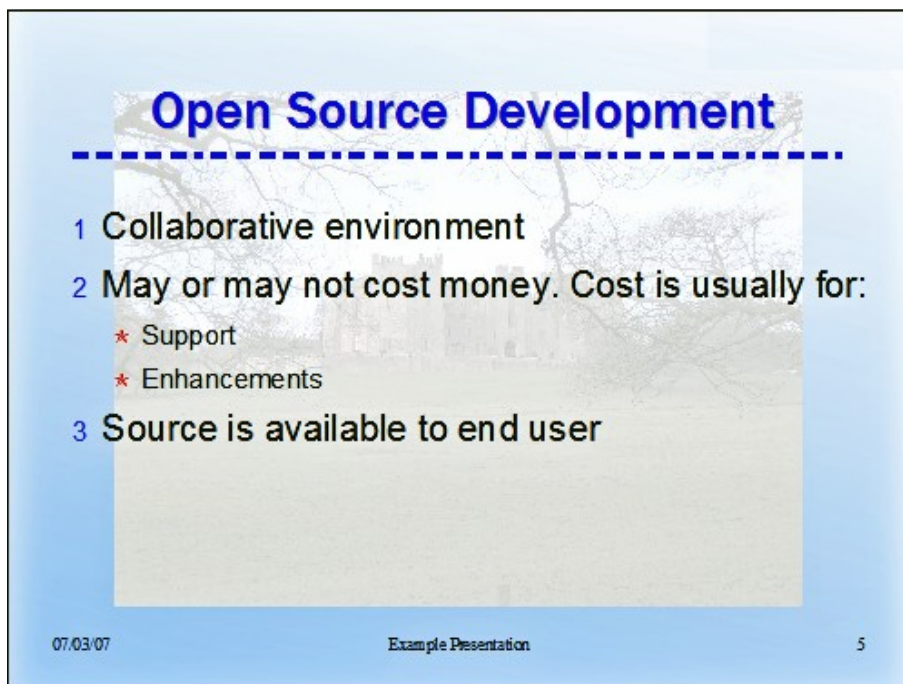 Open Source Development
1 Collaborative environment
2 May or may not cost money. Cost is usually for:
* Support
* Enhancements
3 Source is available to end user
07/03/07 Example Presentation 5